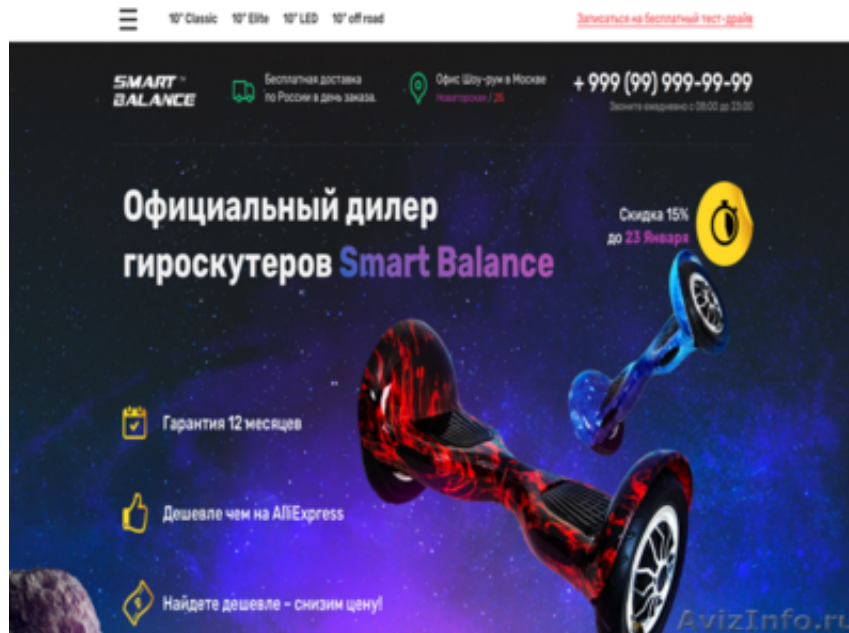 10" Classic 10" Elite 10" LED 10" off road
Записаться на бесплатный тест-драйв
SMART™
BALANCE
Бесплатная доставка
по России в день заказа.
Офис Шоу-рум в Москве
Новаторская / 25
+ 999 (99) 999-99-99
Звоните ежедневно с 08:00 до 23:00
Официальный дилер
гироскутеров Smart Balance
Скидка 15%
до 23 Января
Гарантия 12 месяцев
Дешевле чем на AliExpress
Найдете дешевле – снизим цену!
AvizInfo.ru